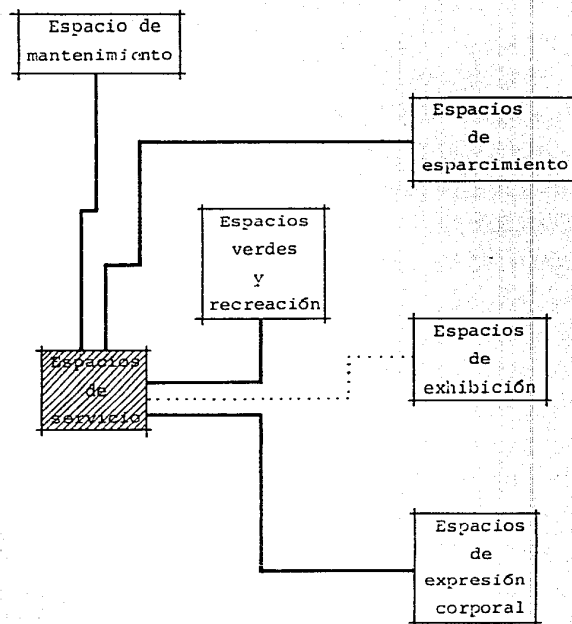 Espacio de
mantenimiento
Espacios
de
esparcimiento
Espacios
verdes
y
recreación
Espacios
de
exhibición
Espacios
de
servicio
Espacios
de
expresión
corporal